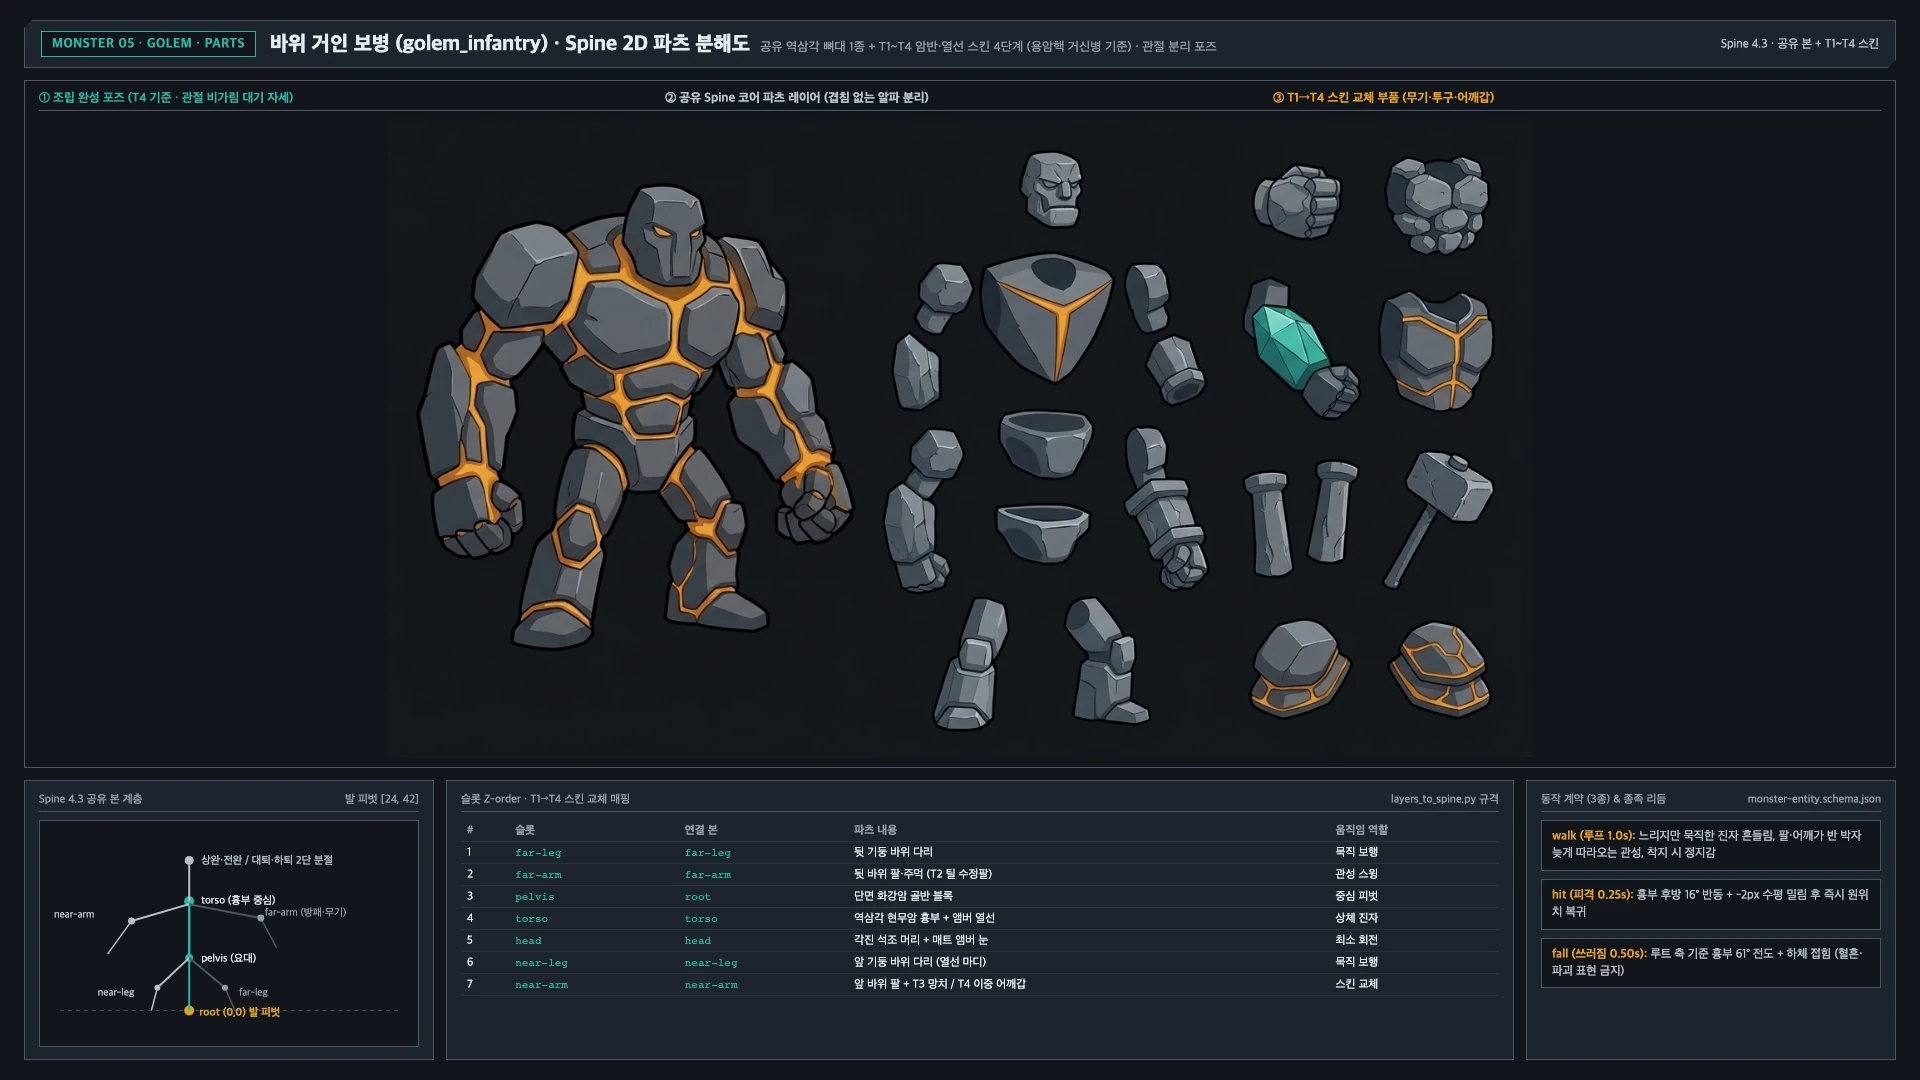 MONSTER 05 · GOLEM · PARTS
바위 거인 보병 (golem_infantry) · Spine 2D 파츠 분해도
공유 역삼각 뼈대 1종 + T1~T4 암반·열선 스킨 4단계 (용암핵 거신병 기준) · 관절 분리 포즈
Spine 4.3 · 공유 본 + T1~T4 스킨
① 조립 완성 포즈 (T4 기준 · 관절 비가림 대기 자세)
② 공유 Spine 코어 파츠 레이어 (겹침 없는 알파 분리)
③ T1→T4 스킨 교체 부품 (무기·투구·어깨갑)
Spine 4.3 공유 본 계층
발 피벗 [24, 42]
상완·전완 / 대퇴·하퇴 2단 분절
torso (흉부 중심)
near-arm
far-arm (방패·무기)
pelvis (요대)
near-leg
far-leg
root (0,0) 발 피벗
슬롯 Z-order · T1→T4 스킨 교체 매핑
layers_to_spine.py 규격
# 슬롯 연결 본 파츠 내용 움직임 역할
1 far-leg far-leg 뒷 기둥 바위 다리 묵직 보행
2 far-arm far-arm 뒷 바위 팔·주먹 (T2 틸 수정팔) 관성 스윙
3 pelvis root 단면 화강암 골반 블록 중심 피벗
4 torso torso 역삼각 현무암 흉부 + 앰버 열선 상체 진자
5 head head 각진 석조 머리 + 매트 앰버 눈 최소 회전
6 near-leg near-leg 앞 기둥 바위 다리 (열선 마디) 묵직 보행
7 near-arm near-arm 앞 바위 팔 + T3 망치 / T4 이중 어깨갑 스킨 교체
동작 계약 (3종) & 종족 리듬
monster-entity.schema.json
walk (루프 1.0s): 느리지만 묵직한 진자 흔들림, 팔·어깨가 반 박자
늦게 따라오는 관성, 착지 시 정지감
hit (피격 0.25s): 흉부 후방 16° 반동 + -2px 수평 밀림 후 즉시 원위
치 복귀
fall (쓰러짐 0.50s): 루트 축 기준 흉부 61° 전도 + 하체 접힘 (혈흔·
파괴 표현 금지)